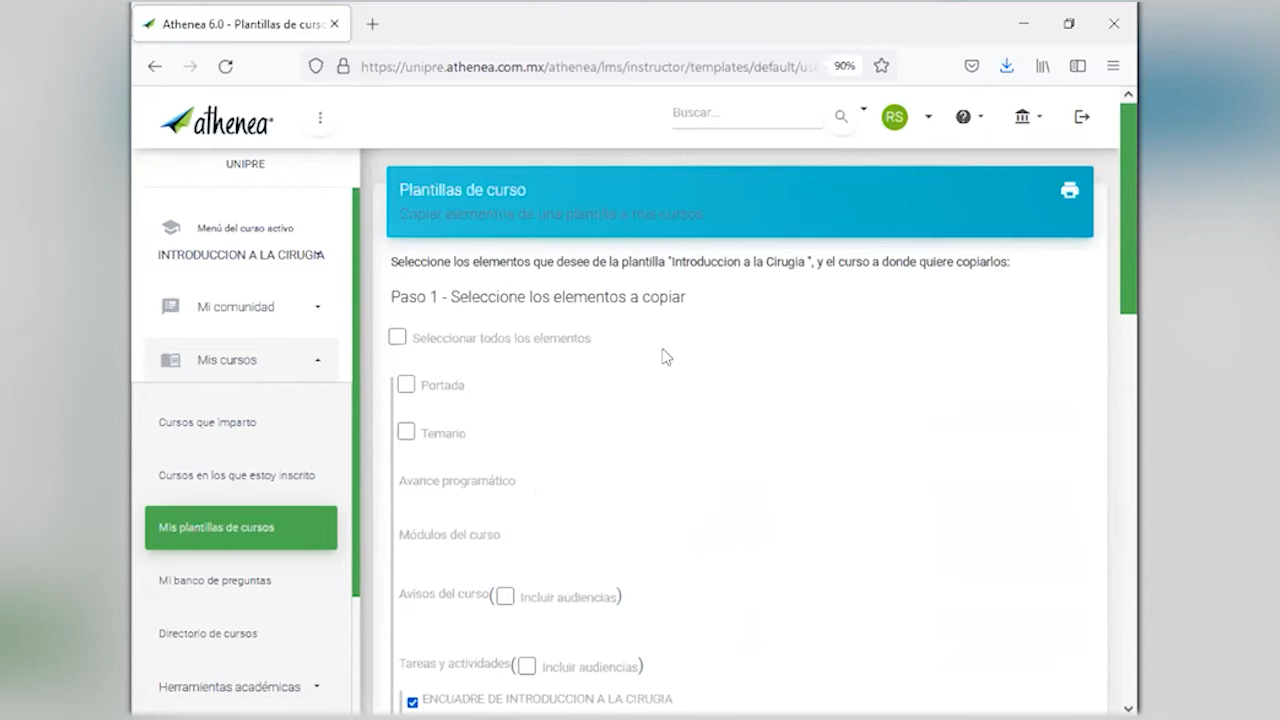 Athenea 6.0 - Plantillas de curso
https://unipre.athenea.com.mx/athenea/lms/instructor/templates/default/us
90%
athenea
Buscar...
RS
UNIPRE
Menú del curso activo
INTRODUCCION A LA CIRUGIA
Mi comunidad
Mis cursos
Cursos que imparto
Cursos en los que estoy inscrito
Mis plantillas de cursos
Mi banco de preguntas
Directorio de cursos
Herramientas académicas
Plantillas de curso
Copiar elementos de una plantilla a mis cursos
Seleccione los elementos que desee de la plantilla "Introduccion a la Cirugia ", y el curso a donde quiere copiarlos:
Paso 1 - Seleccione los elementos a copiar
Seleccionar todos los elementos
Portada
Temario
Avance programático
Módulos del curso
Avisos del curso( Incluir audiencias)
Tareas y actividades( Incluir audiencias)
ENCUADRE DE INTRODUCCION A LA CIRUGIA